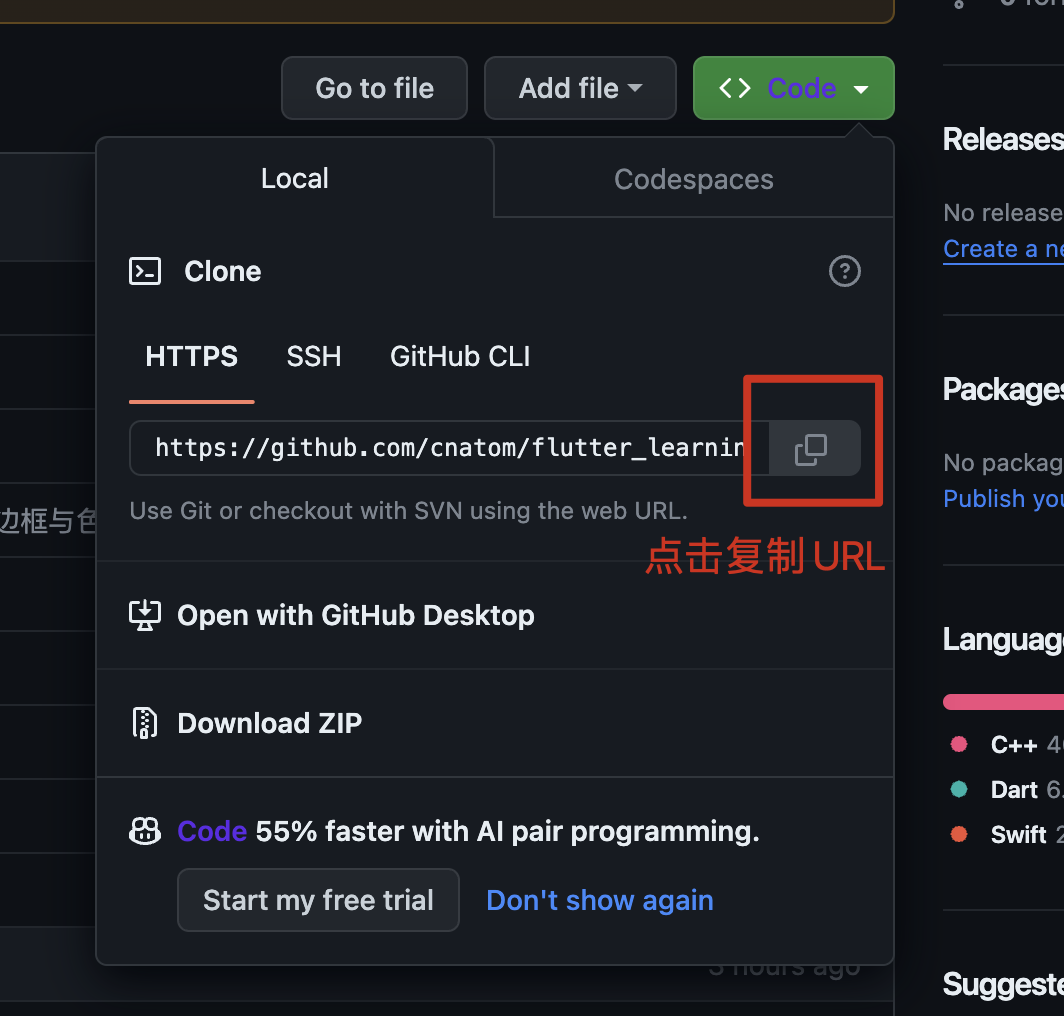 Go to file
Add file
Code
Local
Codespaces
Clone
HTTPS
SSH
GitHub CLI
https://github.com/cnatom/flutter_learnin
Use Git or checkout with SVN using the web URL.
点击复制 URL
Open with GitHub Desktop
Download ZIP
Code 55% faster with AI pair programming.
Start my free trial
Don't show again
3 hours ago
边框与色
Releases
No release
Create a ne
Packages
No packag
Publish you
Languag
C++ 4
Dart 6.
Swift 2
Suggeste